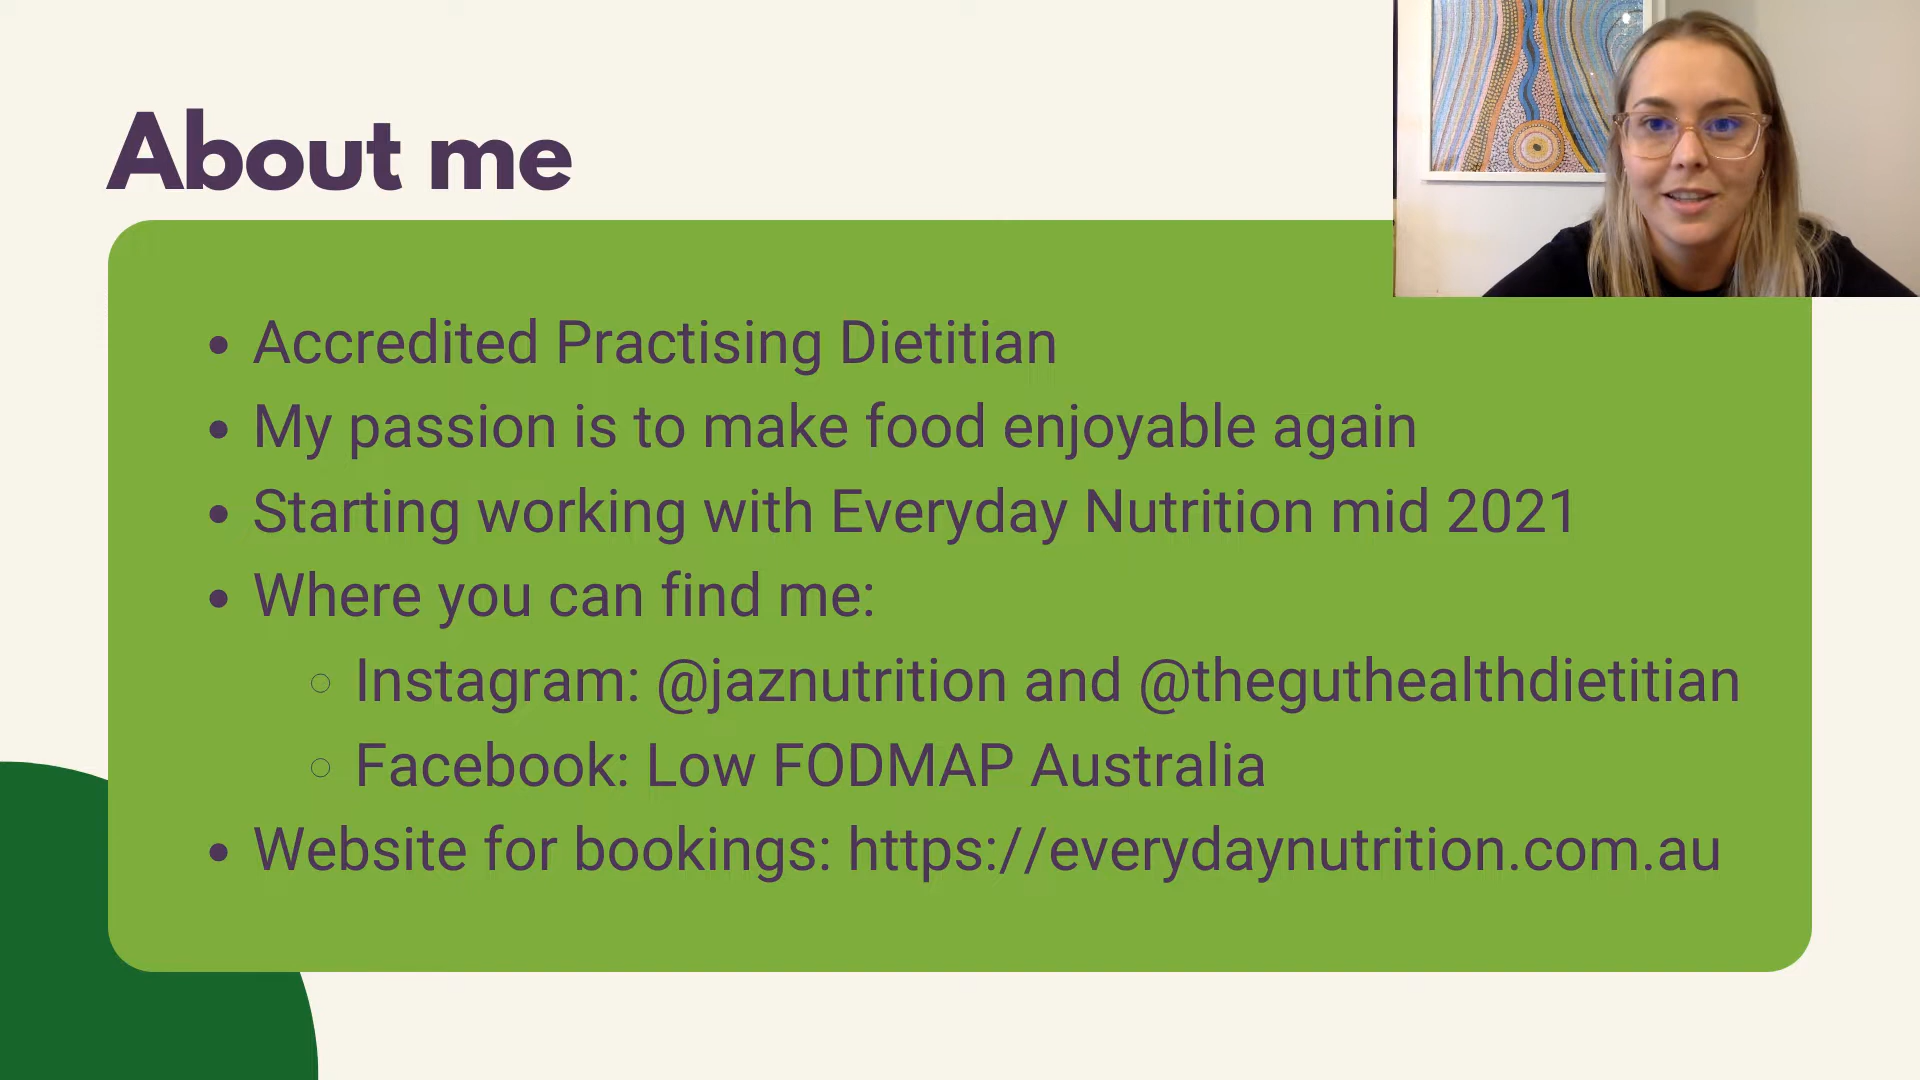 About me
Accredited Practising Dietitian
My passion is to make food enjoyable again
Starting working with Everyday Nutrition mid 2021
Where you can find me:
Instagram: @jaznutrition and @theguthealthdietitian
Facebook: Low FODMAP Australia
Website for bookings: https://everydaynutrition.com.au